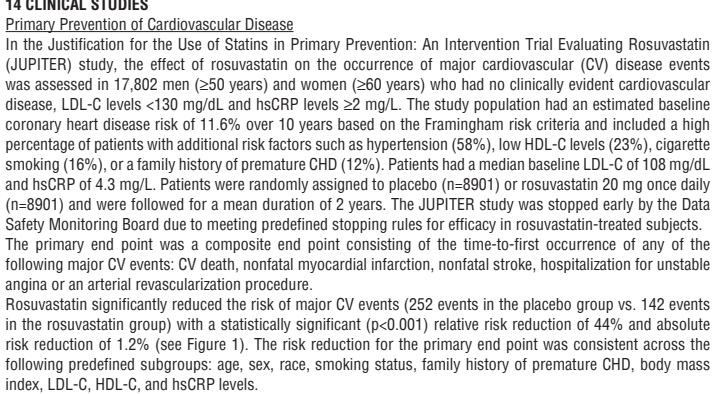 14 CLINICAL STUDIES
Primary Prevention of Cardiovascular Disease
In the Justification for the Use of Statins in Primary Prevention: An Intervention Trial Evaluating Rosuvastatin
(JUPITER) study, the effect of rosuvastatin on the occurrence of major cardiovascular (CV) disease events
was assessed in 17,802 men (≥50 years) and women (≥60 years) who had no clinically evident cardiovascular
disease, LDL-C levels <130 mg/dL and hsCRP levels ≥2 mg/L. The study population had an estimated baseline
coronary heart disease risk of 11.6% over 10 years based on the Framingham risk criteria and included a high
percentage of patients with additional risk factors such as hypertension (58%), low HDL-C levels (23%), cigarette
smoking (16%), or a family history of premature CHD (12%). Patients had a median baseline LDL-C of 108 mg/dL
and hsCRP of 4.3 mg/L. Patients were randomly assigned to placebo (n=8901) or rosuvastatin 20 mg once daily
(n=8901) and were followed for a mean duration of 2 years. The JUPITER study was stopped early by the Data
Safety Monitoring Board due to meeting predefined stopping rules for efficacy in rosuvastatin-treated subjects.
The primary end point was a composite end point consisting of the time-to-first occurrence of any of the
following major CV events: CV death, nonfatal myocardial infarction, nonfatal stroke, hospitalization for unstable
angina or an arterial revascularization procedure.
Rosuvastatin significantly reduced the risk of major CV events (252 events in the placebo group vs. 142 events
in the rosuvastatin group) with a statistically significant (p<0.001) relative risk reduction of 44% and absolute
risk reduction of 1.2% (see Figure 1). The risk reduction for the primary end point was consistent across the
following predefined subgroups: age, sex, race, smoking status, family history of premature CHD, body mass
index, LDL-C, HDL-C, and hsCRP levels.